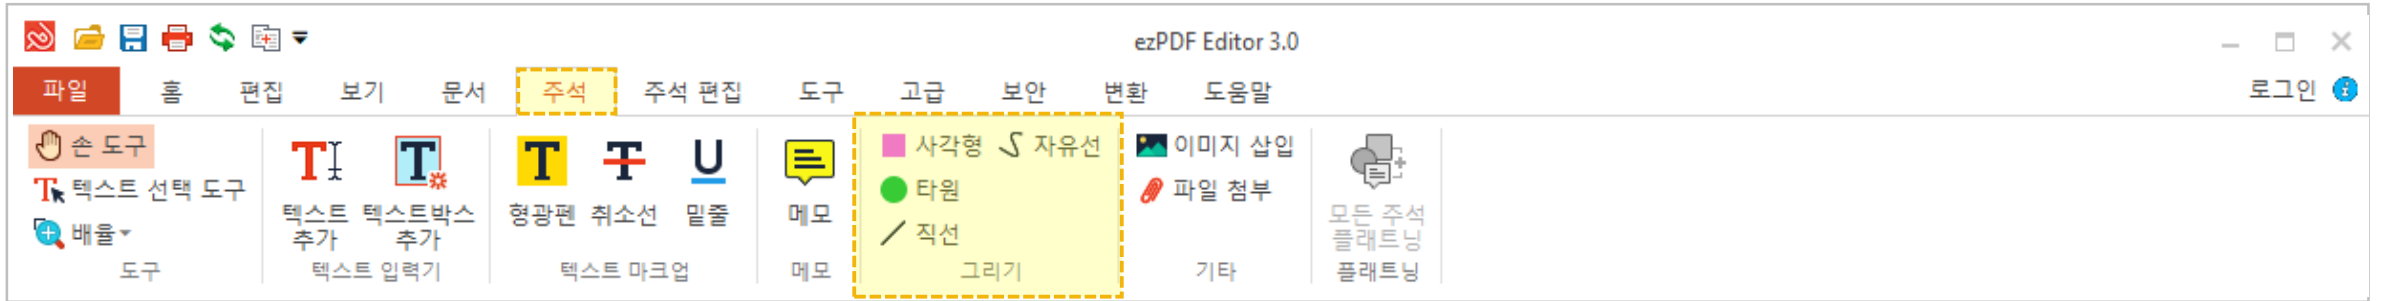 ezPDF Editor 3.0
파일 홈 편집 보기 문서 주석 주석 편집 도구 고급 보안 변환 도움말 로그인
손 도구
텍스트 선택 도구
배율
도구
텍스트 추가
텍스트박스 추가
텍스트 입력기
형광펜 취소선 밑줄
텍스트 마크업
메모
메모
사각형 자유선
타원
직선
그리기
이미지 삽입
파일 첨부
기타
모든 주석
플래트닝
플래트닝